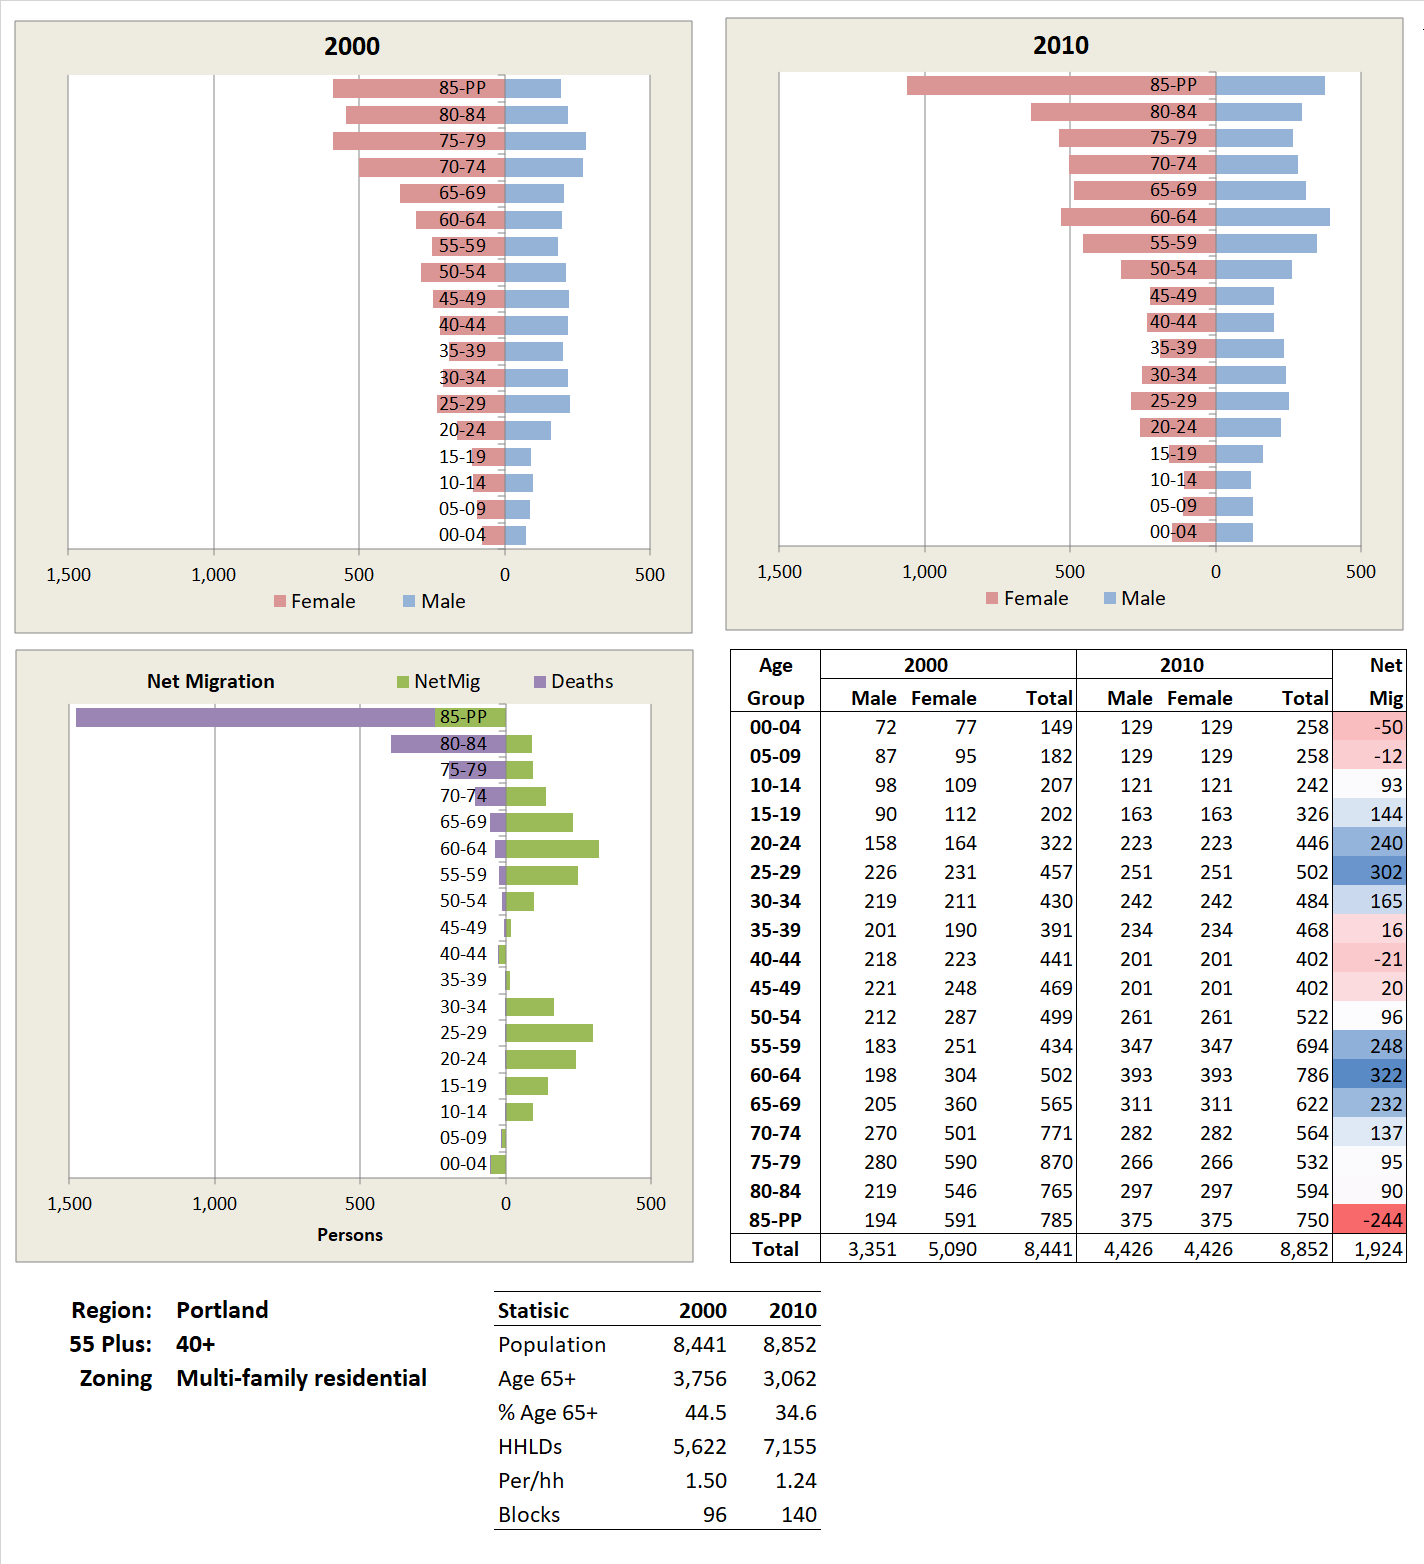 2000
85-PP
80-84
75-79
70-74
65-69
60-64
55-59
50-54
45-49
40-44
35-39
30-34
25-29
20-24
15-19
10-14
05-09
00-04
1,500 1,000 500 0 500
Female Male
2010
85-PP
80-84
75-79
70-74
65-69
60-64
55-59
50-54
45-49
40-44
35-39
30-34
25-29
20-24
15-19
10-14
05-09
00-04
1,500 1,000 500 0 500
Female Male
Net Migration NetMig Deaths
85-PP
80-84
75-79
70-74
65-69
60-64
55-59
50-54
45-49
40-44
35-39
30-34
25-29
20-24
15-19
10-14
05-09
00-04
1,500 1,000 500 0 500
Persons
Age 2000 2010 Net
Group Male Female Total Male Female Total Mig
00-04 72 77 149 129 129 258 -50
05-09 87 95 182 129 129 258 -12
10-14 98 109 207 121 121 242 93
15-19 90 112 202 163 163 326 144
20-24 158 164 322 223 223 446 240
25-29 226 231 457 251 251 502 302
30-34 219 211 430 242 242 484 165
35-39 201 190 391 234 234 468 16
40-44 218 223 441 201 201 402 -21
45-49 221 248 469 201 201 402 20
50-54 212 287 499 261 261 522 96
55-59 183 251 434 347 347 694 248
60-64 198 304 502 393 393 786 322
65-69 205 360 565 311 311 622 232
70-74 270 501 771 282 282 564 137
75-79 280 590 870 266 266 532 95
80-84 219 546 765 297 297 594 90
85-PP 194 591 785 375 375 750 -244
Total 3,351 5,090 8,441 4,426 4,426 8,852 1,924
Region: Portland
55 Plus: 40+
Zoning Multi-family residential
Statisic 2000 2010
Population 8,441 8,852
Age 65+ 3,756 3,062
% Age 65+ 44.5 34.6
HHLDs 5,622 7,155
Per/hh 1.50 1.24
Blocks 96 140